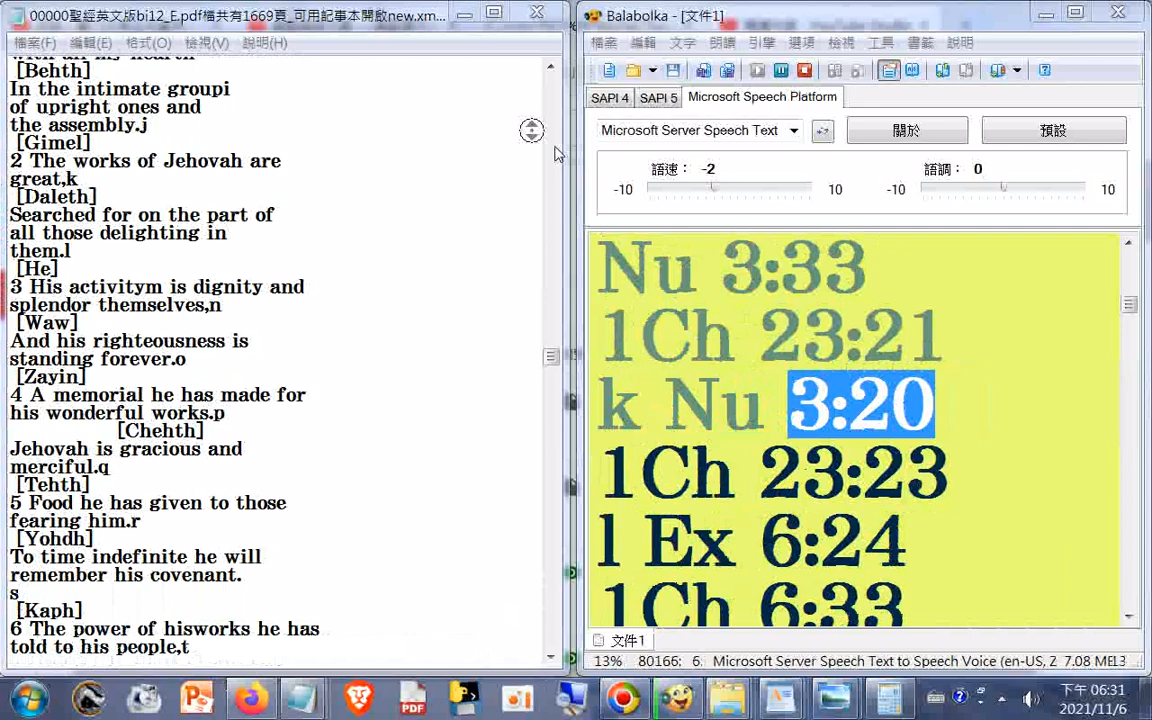 00000聖經英文版bi12_E.pdf檔共有1669頁_可用記事本開啟new.xm...
檔案(F) 編輯(E) 格式(O) 檢視(V) 說明(H)
with all his heart
[Behth]
In the intimate groupi
of upright ones and
the assembly.j
[Gimel]
2 The works of Jehovah are
great,k
[Daleth]
Searched for on the part of
all those delighting in
them.l
[He]
3 His activitym is dignity and
splendor themselves,n
[Waw]
And his righteousness is
standing forever.o
[Zayin]
4 A memorial he has made for
his wonderful works.p
[Chehth]
Jehovah is gracious and
merciful.q
[Tehth]
5 Food he has given to those
fearing him.r
[Yohdh]
To time indefinite he will
remember his covenant.
s
[Kaph]
6 The power of hisworks he has
told to his people,t
Balabolka - [文件1]
檔案 編輯 文字 朗讀 引擎 選項 檢視 工具 書籤 說明
SAPI 4 SAPI 5 Microsoft Speech Platform
Microsoft Server Speech Text 關於 預設
語速： -2 語調： 0
-10 10 -10 10
Nu 3:33
1Ch 23:21
k Nu 3:20
1Ch 23:23
l Ex 6:24
1Ch 6:33
文件1
13% 80166: 6. Microsoft Server Speech Text to Speech Voice (en-US, 2 7.08 ME
PDF
下午 06:31
2021/11/6